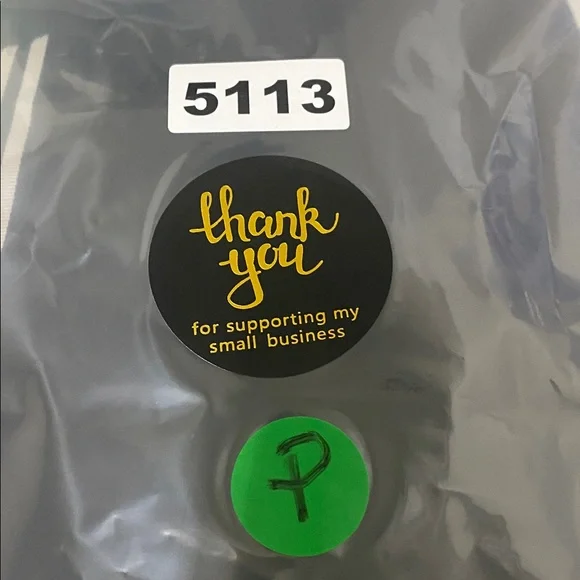 5113
thank
you
for supporting my
small business
P